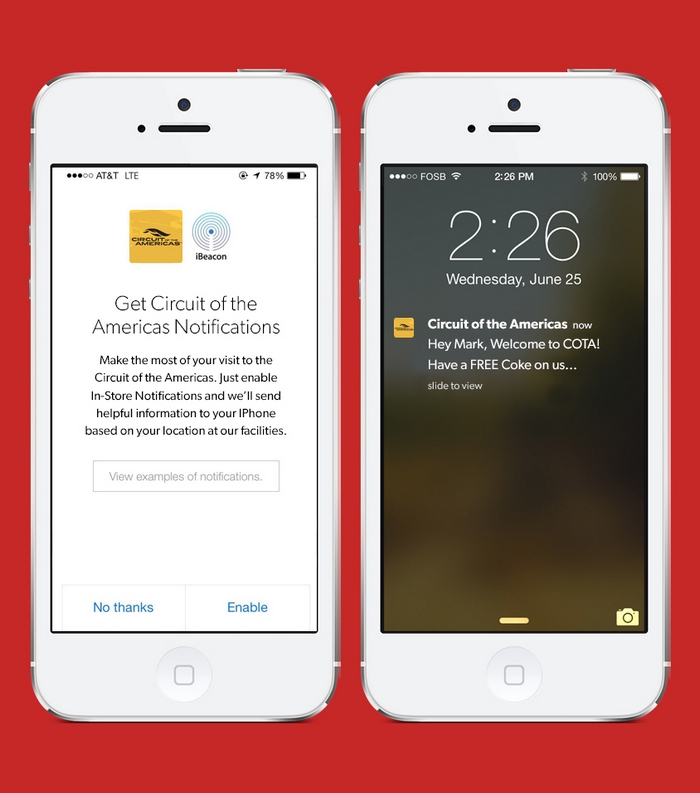 AT&T LTE
78%
CIRCUIT OF THE
AMERICAS
iBeacon
Get Circuit of the
Americas Notifications
Make the most of your visit to the
Circuit of the Americas. Just enable
In-Store Notifications and we'll send
helpful information to your IPhone
based on your location at our facilities.
View examples of notifications.
No thanks
Enable
FOSB
2:26 PM
100%
2:26
Wednesday, June 25
Circuit of the Americas now
Hey Mark, Welcome to COTA!
Have a FREE Coke on us...
slide to view